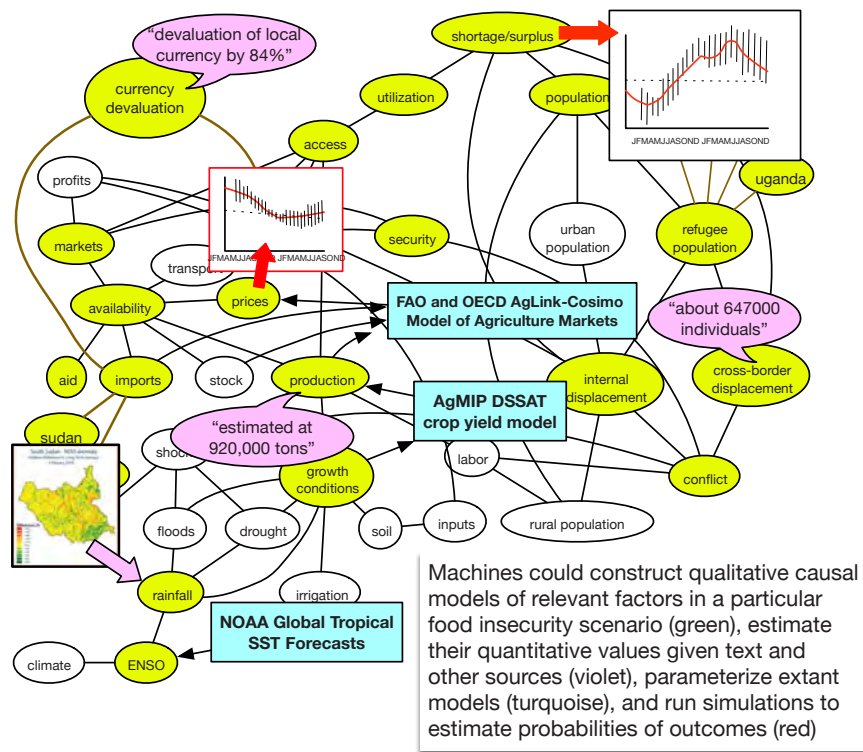 "devaluation of local
currency by 84%"
shortage/surplus
currency
devaluation
utilization
population
JFMAMJJASOND JFMAMJJASOND
access
profits
uganda
markets
security
urban
population
refugee
population
transport
JFMAMJJASOND JFMAMJJASOND
availability
prices
FAO and OECD AgLink-Cosimo
Model of Agriculture Markets
"about 647000
individuals"
aid
imports
stock
production
internal
displacement
cross-border
displacement
AgMIP DSSAT
crop yield model
sudan
"estimated at
920,000 tons"
shock
growth
conditions
labor
conflict
floods
drought
soil
inputs
rural population
rainfall
irrigation
NOAA Global Tropical
SST Forecasts
climate
ENSO
Machines could construct qualitative causal
models of relevant factors in a particular
food insecurity scenario (green), estimate
their quantitative values given text and
other sources (violet), parameterize extant
models (turquoise), and run simulations to
estimate probabilities of outcomes (red)